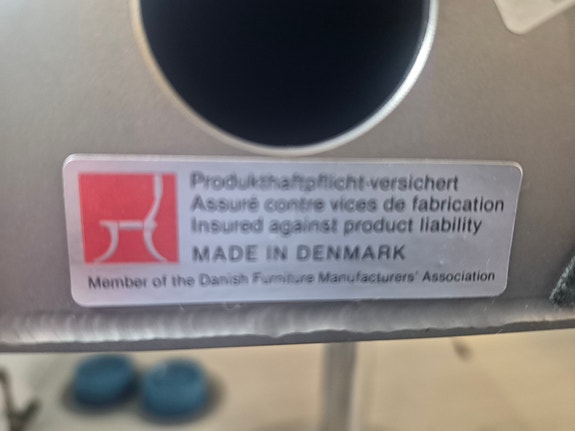 Produkthaftpflicht-versichert
Assuré contre vices de fabrication
Insured against product liability
MADE IN DENMARK
Member of the Danish Furniture Manufacturers' Association